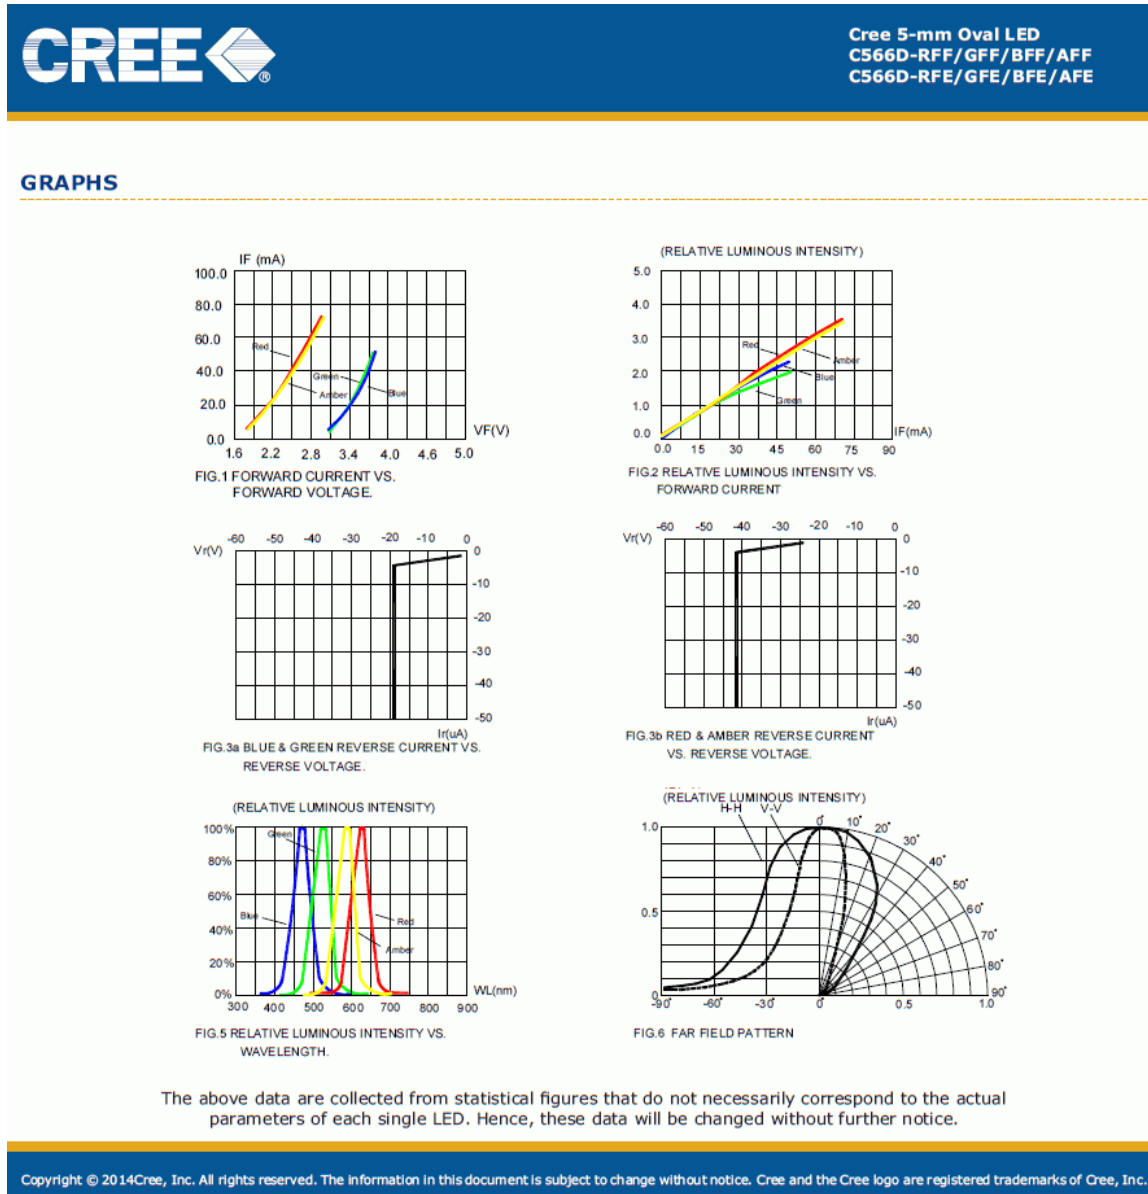 CREE®
Cree 5-mm Oval LED
C566D-RFF/GFF/BFF/AFF
C566D-RFE/GFE/BFE/AFE
GRAPHS
IF (mA)
100.0
80.0
60.0
40.0
20.0
0.0
Red
Green
Amber
Blue
VF(V)
1.6 2.2 2.8 3.4 4.0 4.6 5.0
FIG.1 FORWARD CURRENT VS.
FORWARD VOLTAGE.
(RELATIVE LUMINOUS INTENSITY)
5.0
4.0
3.0
2.0
1.0
0.0
Red
Amber
Blue
Green
IF(mA)
0.0 15 30 45 60 75 90
FIG.2 RELATIVE LUMINOUS INTENSITY VS.
FORWARD CURRENT
Vr(V)
-60 -50 -40 -30 -20 -10 0
0
-10
-20
-30
-40
-50
Ir(uA)
FIG.3a BLUE & GREEN REVERSE CURRENT VS.
REVERSE VOLTAGE.
Vr(V)
-60 -50 -40 -30 -20 -10 0
0
-10
-20
-30
-40
-50
Ir(uA)
FIG.3b RED & AMBER REVERSE CURRENT
VS. REVERSE VOLTAGE.
(RELATIVE LUMINOUS INTENSITY)
100%
80%
60%
40%
20%
0%
Green
Blue
Red
Amber
WL(nm)
300 400 500 600 700 800 900
FIG.5 RELATIVE LUMINOUS INTENSITY VS.
WAVELENGTH.
(RELATIVE LUMINOUS INTENSITY)
H-H V-V
1.0
0.5
0
0° 10° 20° 30° 40° 50° 60° 70° 80° 90°
-90° -60° -30° 0° 0.5 1.0
FIG.6 FAR FIELD PATTERN
The above data are collected from statistical figures that do not necessarily correspond to the actual
parameters of each single LED. Hence, these data will be changed without further notice.
Copyright © 2014Cree, Inc. All rights reserved. The information in this document is subject to change without notice. Cree and the Cree logo are registered trademarks of Cree, Inc.